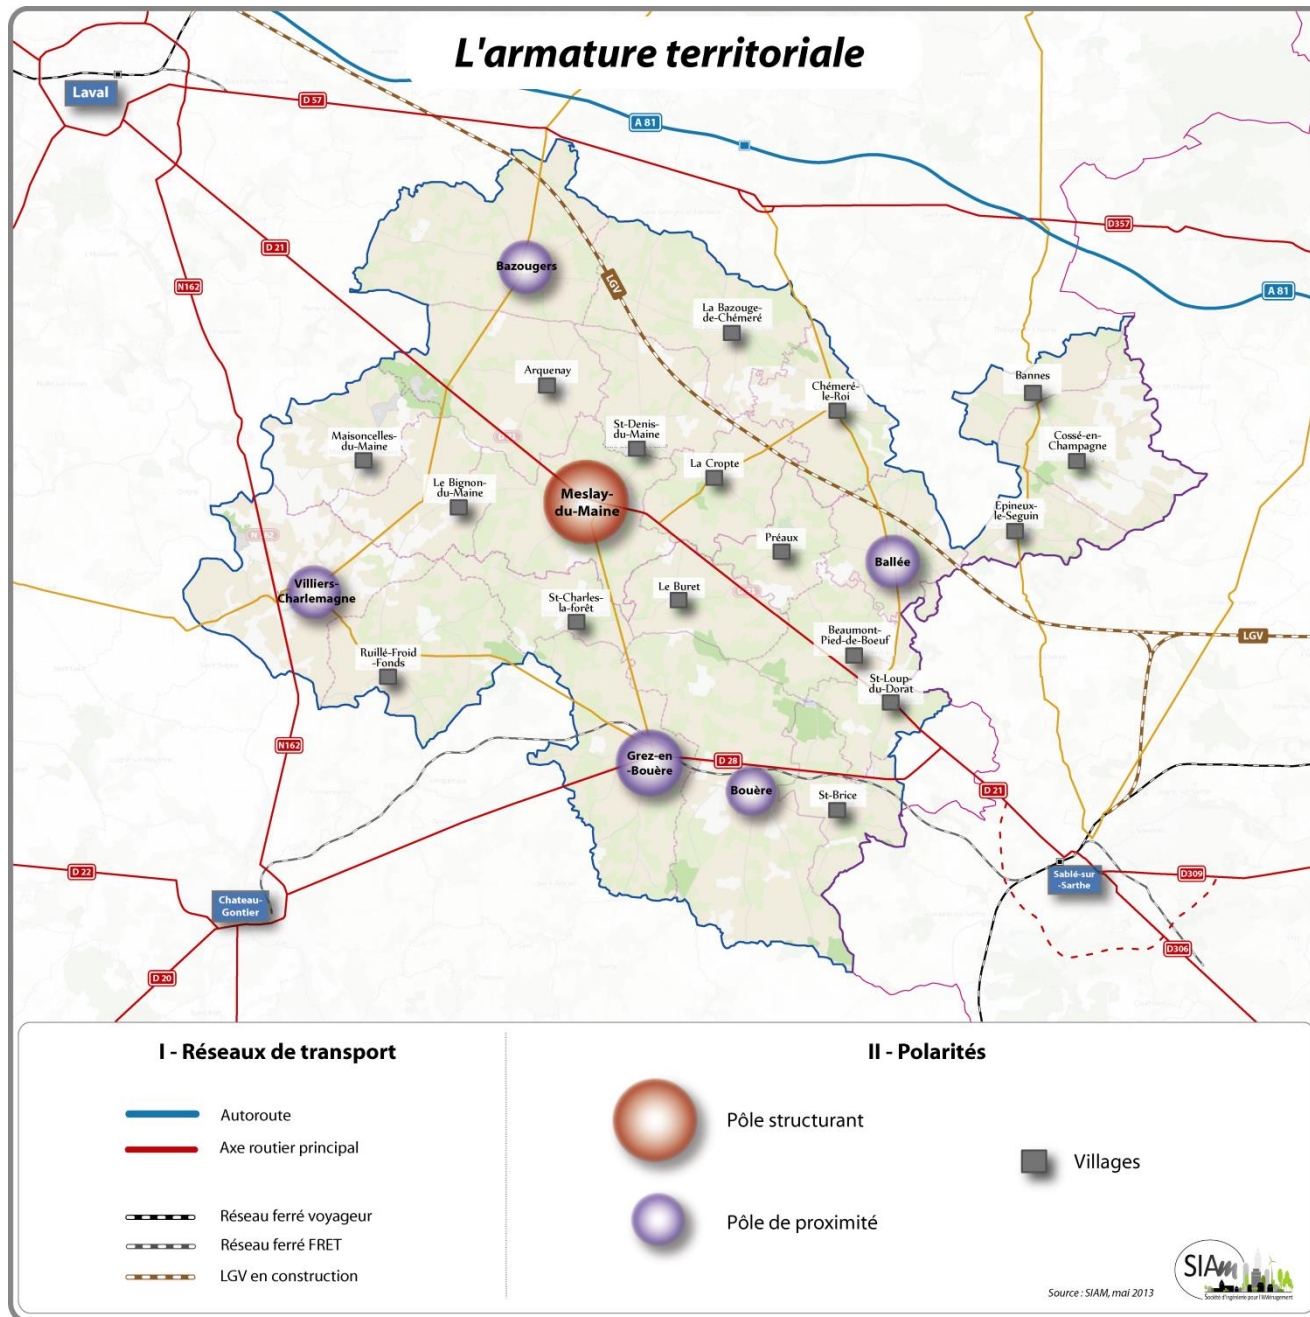 L'armature territoriale
Laval
D 57
A 81
D357
A 81
D 21
N162
LGV
Bazougers
La Bazouge-
de-Chémeré
Arquenay
Chémeré-
le-Roi
Bannes
Maisoncelles-
du-Maine
St-Denis-
du-Maine
Cossé-en-
Champagne
La Cropte
Le Bignon-
du-Maine
Meslay-
du-Maine
Epineux-
le-Seguin
Préaux
Ballée
Villiers-
Charlemagne
Le Buret
St-Charles-
la-forêt
LGV
Beaumont-
Pied-de-Boeuf
Ruillé-Froid
-Fonds
St-Loup-
du-Dorat
N162
Grez-en
-Bouère
D 28
Bouère
St-Brice
D 21
D 22
Chateau-
Gontier
Sablé-sur
-Sarthe
D309
D306
D 20
I - Réseaux de transport
Autoroute
Axe routier principal
Réseau ferré voyageur
Réseau ferré FRET
LGV en construction
II - Polarités
Pôle structurant
Pôle de proximité
Villages
Source : SIAM, mai 2013
SIAm
Société d'Ingénierie pour l'AMénagement